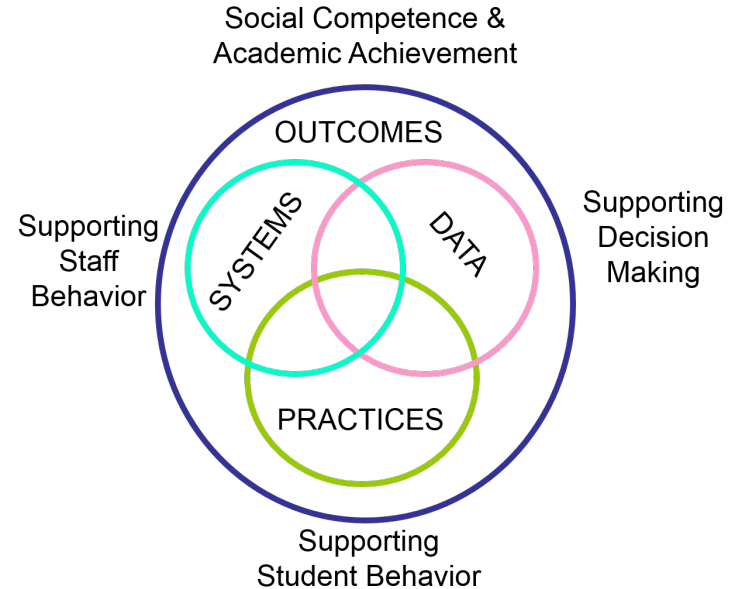 Social Competence &
Academic Achievement
OUTCOMES
SYSTEMS
DATA
Supporting
Staff
Behavior
Supporting
Decision
Making
PRACTICES
Supporting
Student Behavior